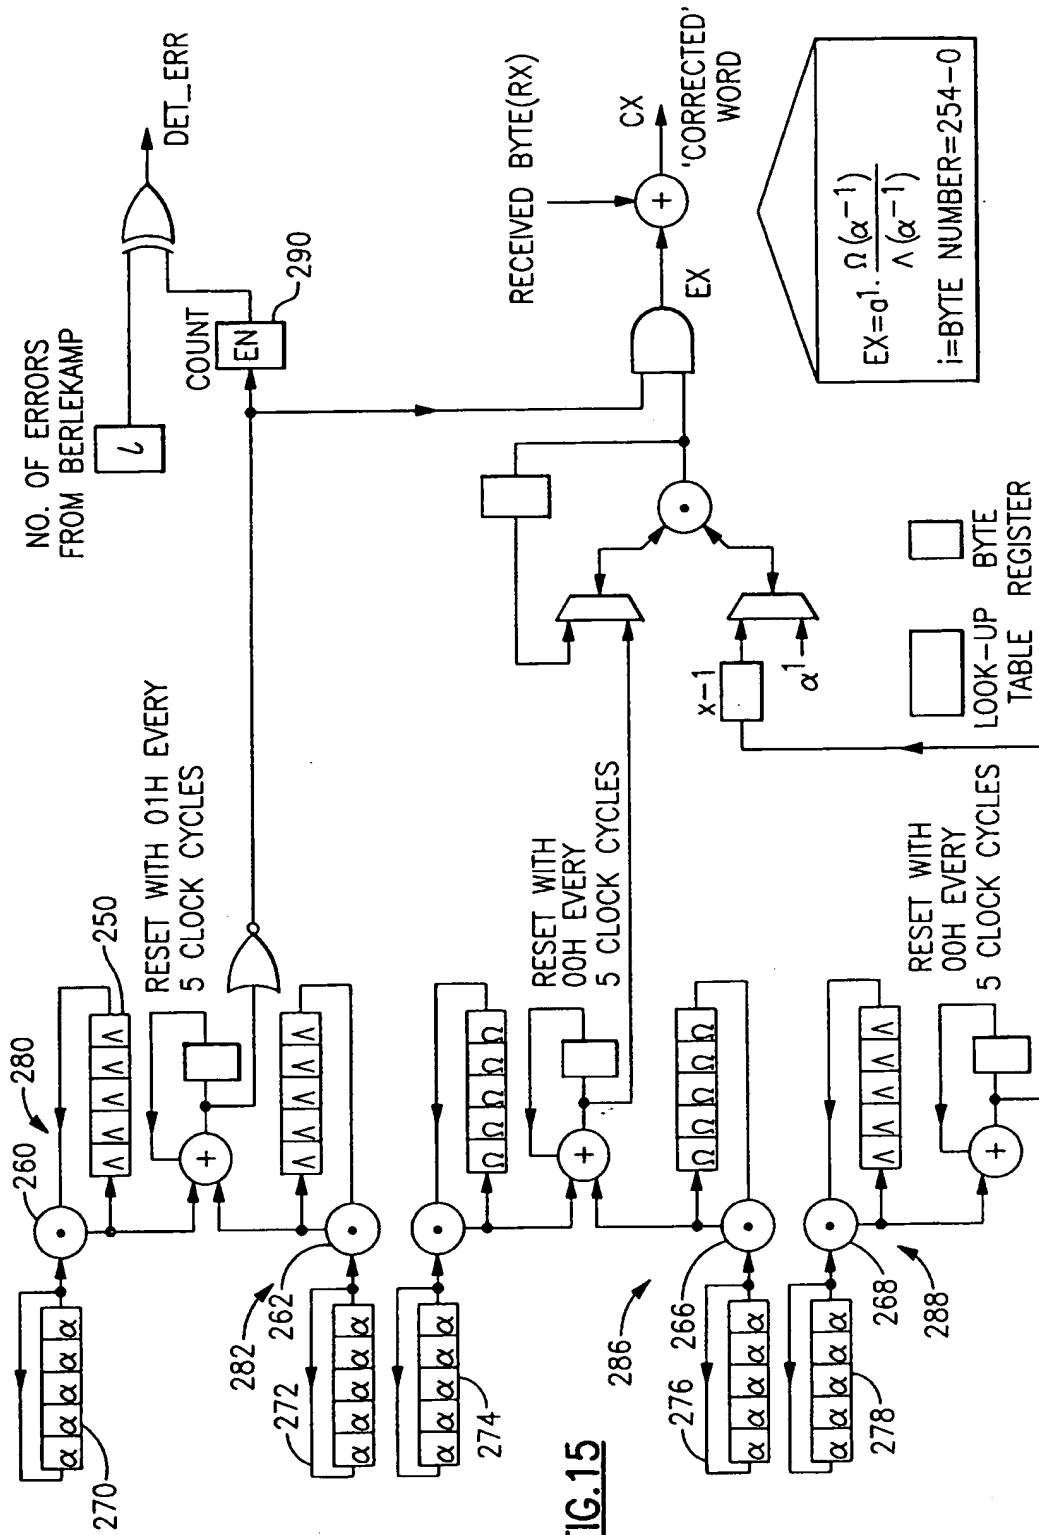 270
α α α α α
260
280
Λ Λ Λ Λ Λ
250
RESET WITH 01H EVERY
5 CLOCK CYCLES
+
Λ Λ Λ Λ Λ
282
262
272
α α α α α
NO. OF ERRORS
FROM BERLEKAMP
l
COUNT
EN
290
DET_ERR
274
α α α α α
Ω Ω Ω Ω Ω
RESET WITH
00H EVERY
5 CLOCK CYCLES
+
Ω Ω Ω Ω Ω
286
266
276
α α α α α
RECEIVED BYTE(RX)
EX
+
CX
'CORRECTED'
WORD
278
α α α α α
268
288
Λ Λ Λ Λ Λ
RESET WITH
00H EVERY
5 CLOCK CYCLES
+
x-1
α1
LOOK-UP
TABLE
BYTE
REGISTER
EX=α1. Ω(α-1)
Λ(α-1)
i=BYTE NUMBER=254-0
FIG.15